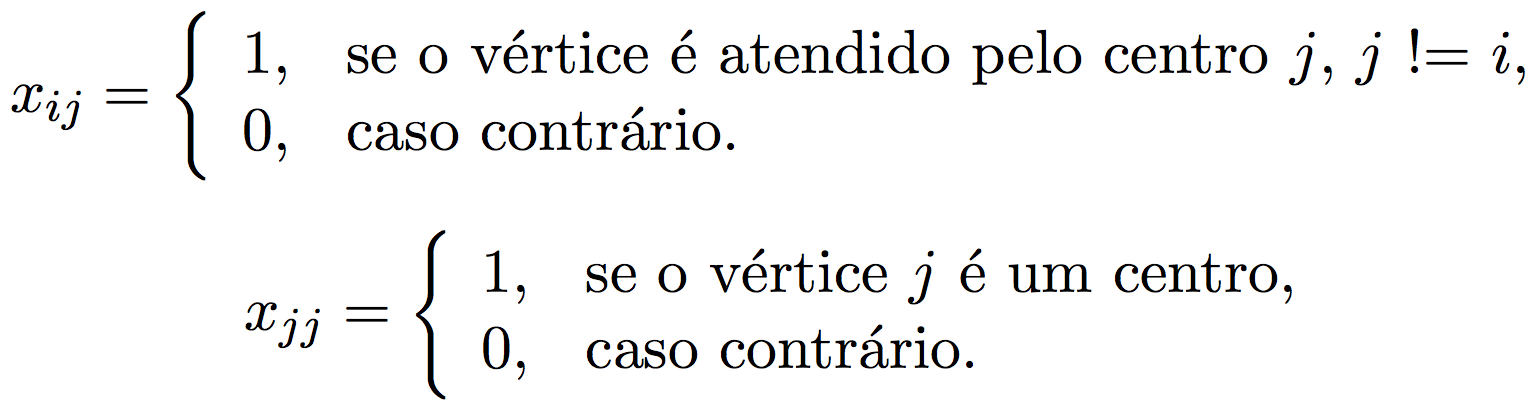 x_{ij} = { 1, se o vértice é atendido pelo centro j, j != i,
0, caso contrário.
x_{jj} = { 1, se o vértice j é um centro,
0, caso contrário.